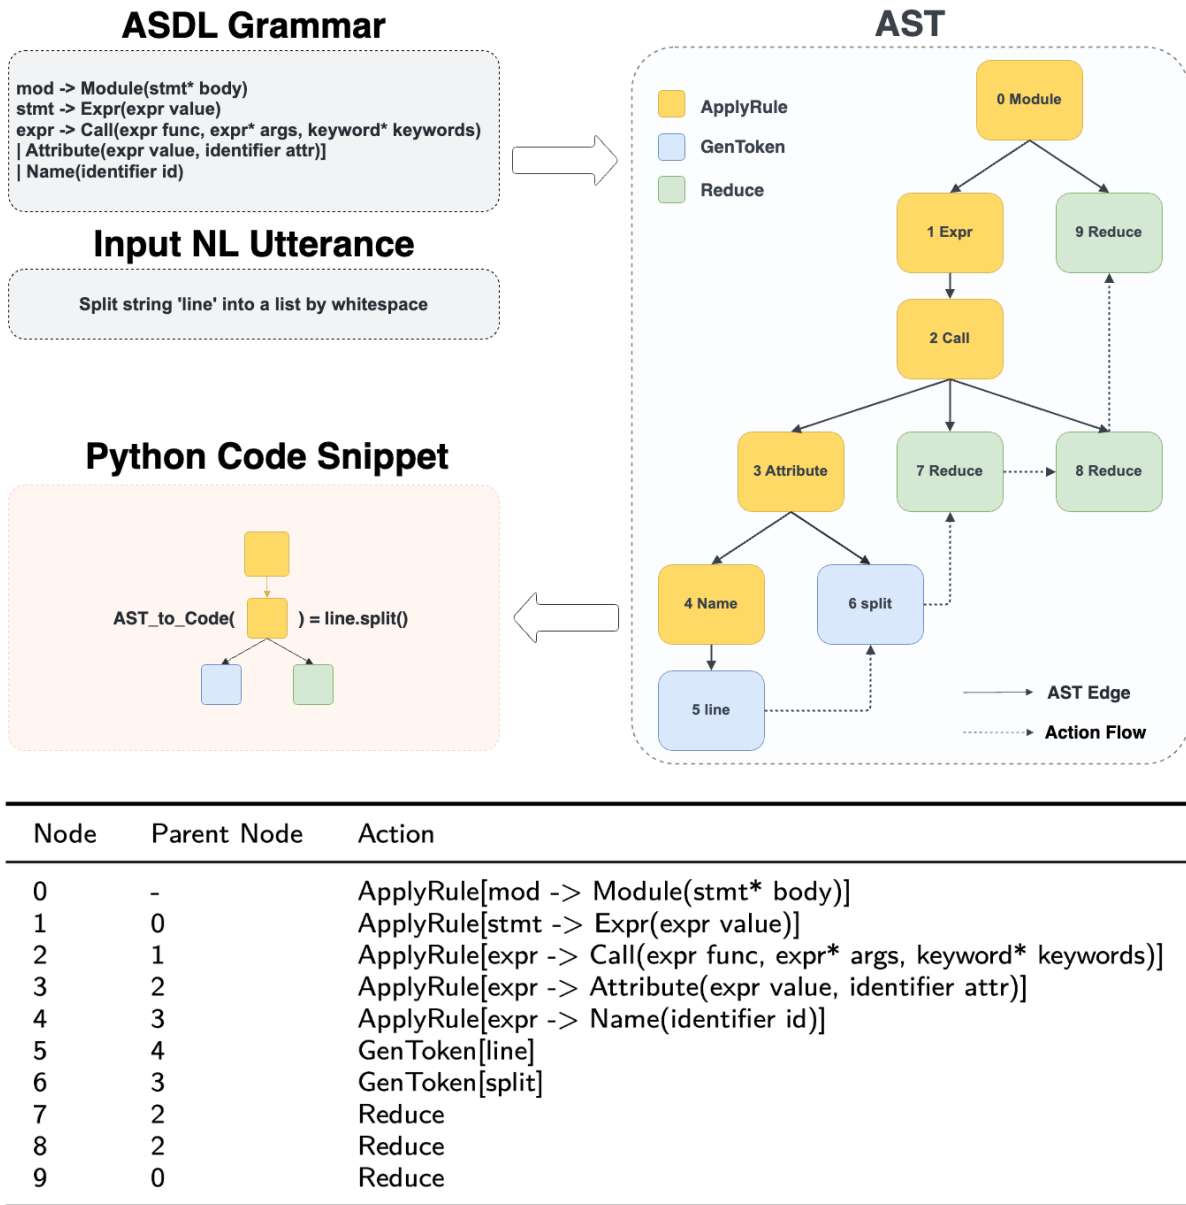 ASDL Grammar
mod -> Module(stmt* body)
stmt -> Expr(expr value)
expr -> Call(expr func, expr* args, keyword* keywords)
| Attribute(expr value, identifier attr)]
| Name(identifier id)
Input NL Utterance
Split string 'line' into a list by whitespace
Python Code Snippet
AST_to_Code( ) = line.split()
AST
ApplyRule
GenToken
Reduce
0 Module
1 Expr
9 Reduce
2 Call
3 Attribute
7 Reduce
8 Reduce
4 Name
6 split
5 line
AST Edge
Action Flow
Node Parent Node Action
0 - ApplyRule[mod -> Module(stmt* body)]
1 0 ApplyRule[stmt -> Expr(expr value)]
2 1 ApplyRule[expr -> Call(expr func, expr* args, keyword* keywords)]
3 2 ApplyRule[expr -> Attribute(expr value, identifier attr)]
4 3 ApplyRule[expr -> Name(identifier id)]
5 4 GenToken[line]
6 3 GenToken[split]
7 2 Reduce
8 2 Reduce
9 0 Reduce